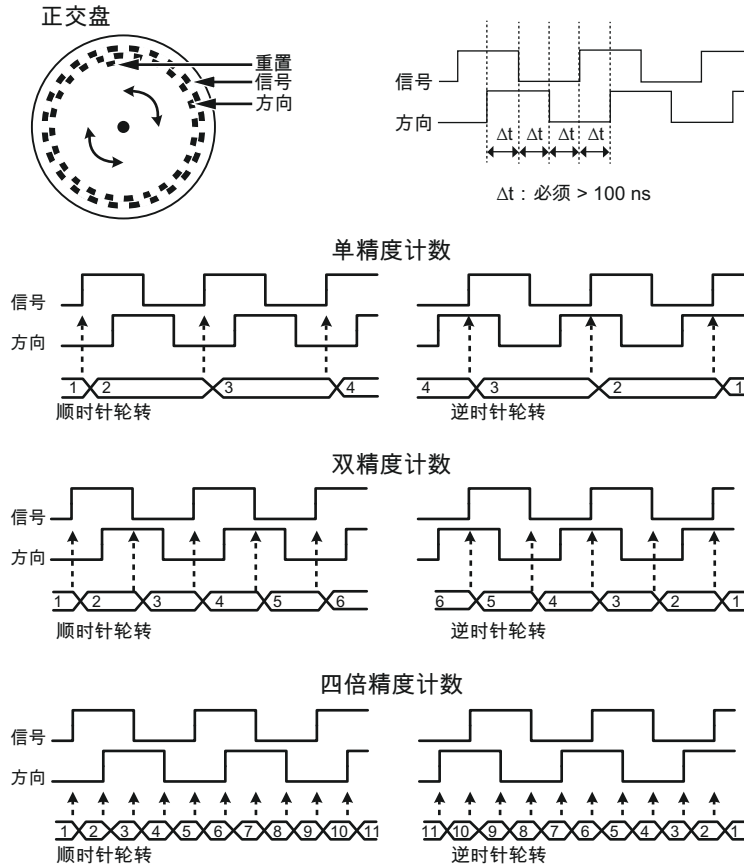 正交盘
重置
信号
方向
信号
方向
Δt Δt Δt Δt
Δt：必须 > 100 ns
单精度计数
信号
方向
1 2 3 4
顺时针轮转
4 3 2 1
逆时针轮转
双精度计数
信号
方向
1 2 3 4 5 6
顺时针轮转
6 5 4 3 2 1
逆时针轮转
四倍精度计数
信号
方向
1 2 3 4 5 6 7 8 9 10 11
顺时针轮转
11 10 9 8 7 6 5 4 3 2 1
逆时针轮转